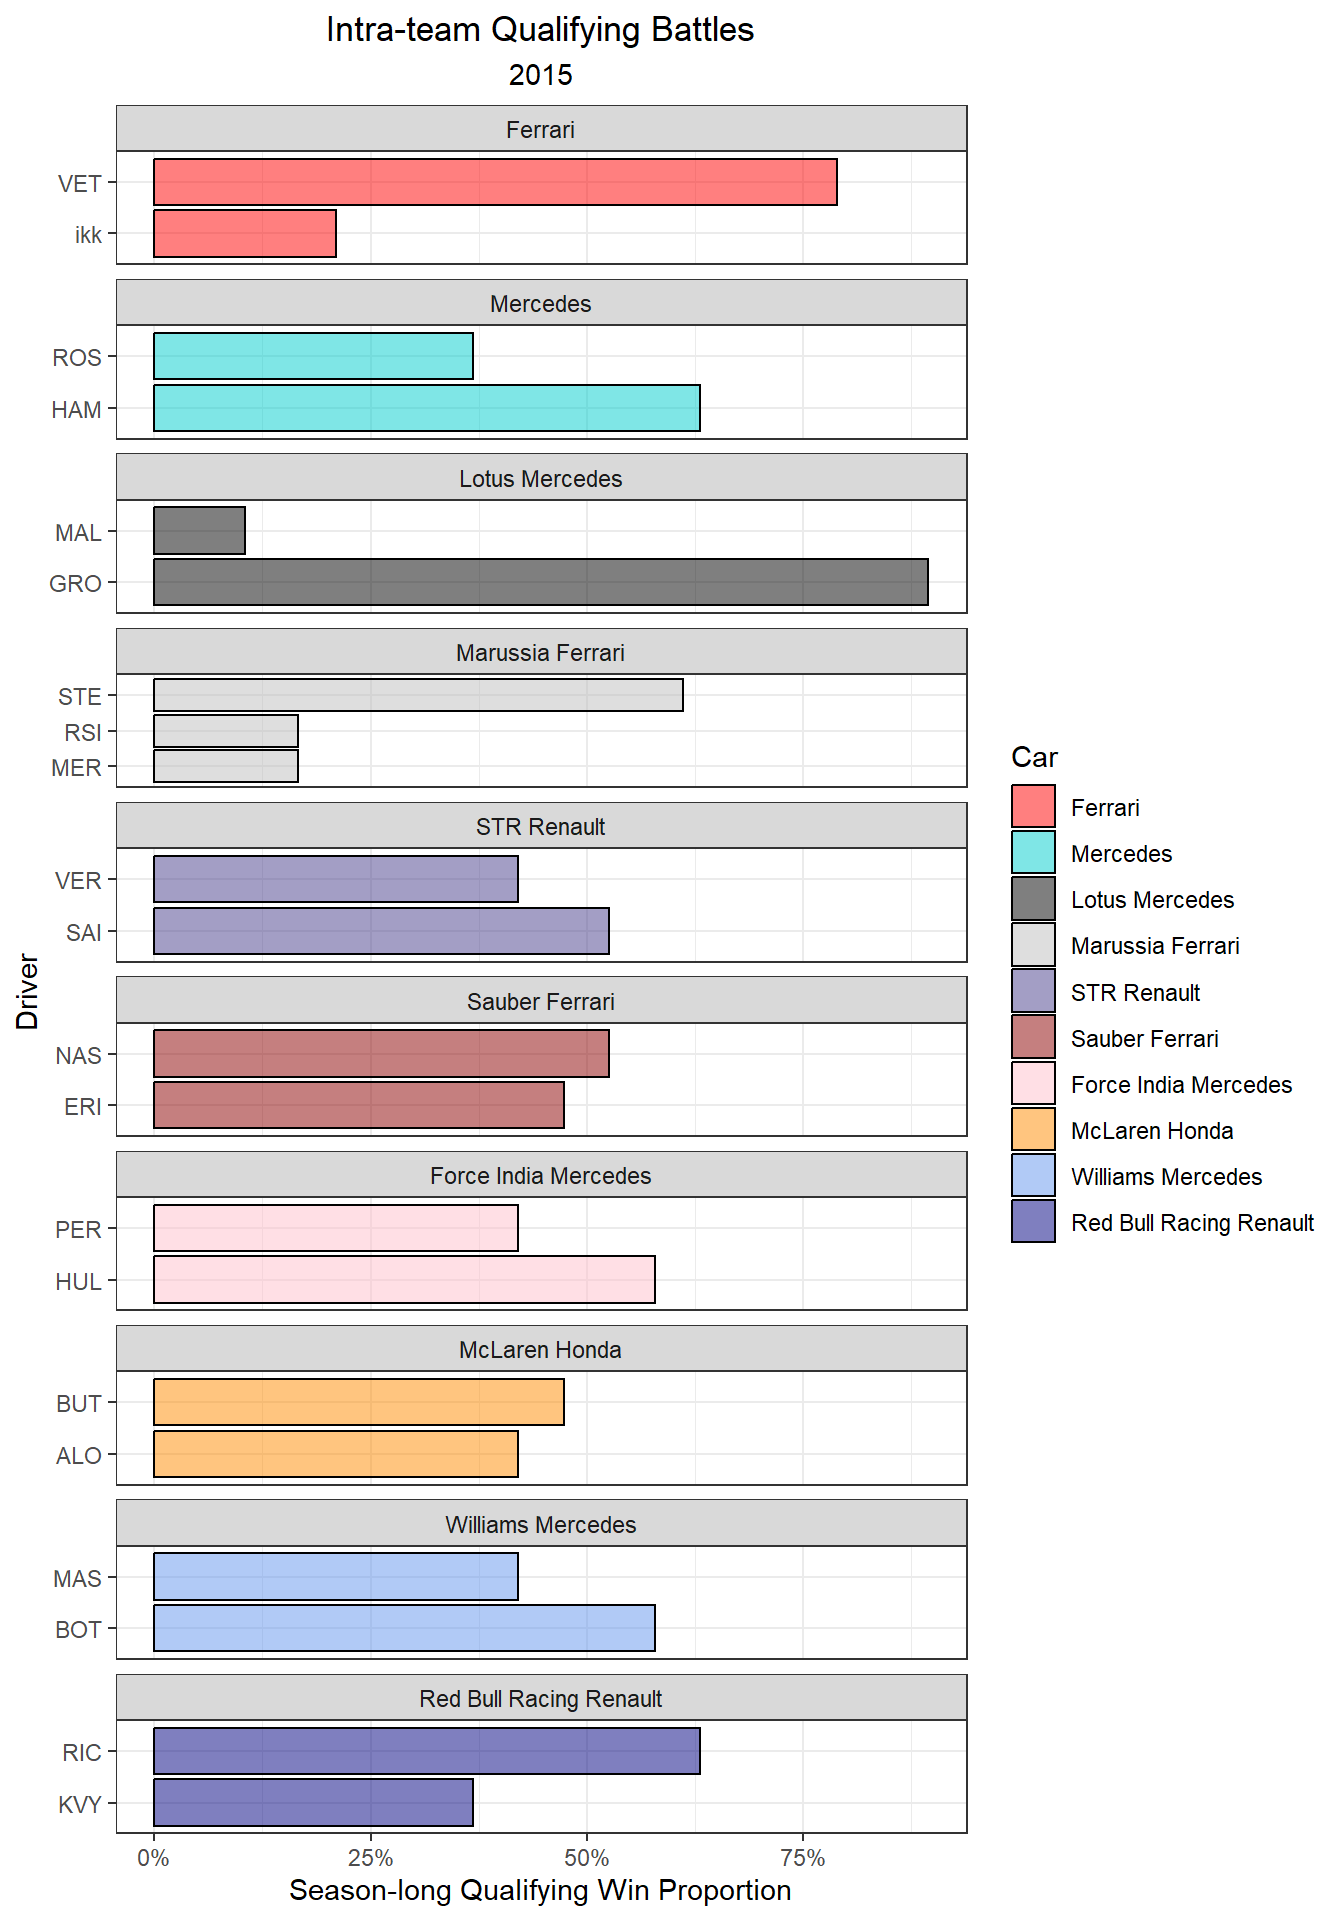 Intra-team Qualifying Battles
2015
Ferrari
VET
ikk
Mercedes
ROS
HAM
Lotus Mercedes
MAL
GRO
Marussia Ferrari
STE
RSI
MER
STR Renault
VER
SAI
Sauber Ferrari
NAS
ERI
Force India Mercedes
PER
HUL
McLaren Honda
BUT
ALO
Williams Mercedes
MAS
BOT
Red Bull Racing Renault
RIC
KVY
0% 25% 50% 75%
Season-long Qualifying Win Proportion
Driver
Car
Ferrari
Mercedes
Lotus Mercedes
Marussia Ferrari
STR Renault
Sauber Ferrari
Force India Mercedes
McLaren Honda
Williams Mercedes
Red Bull Racing Renault